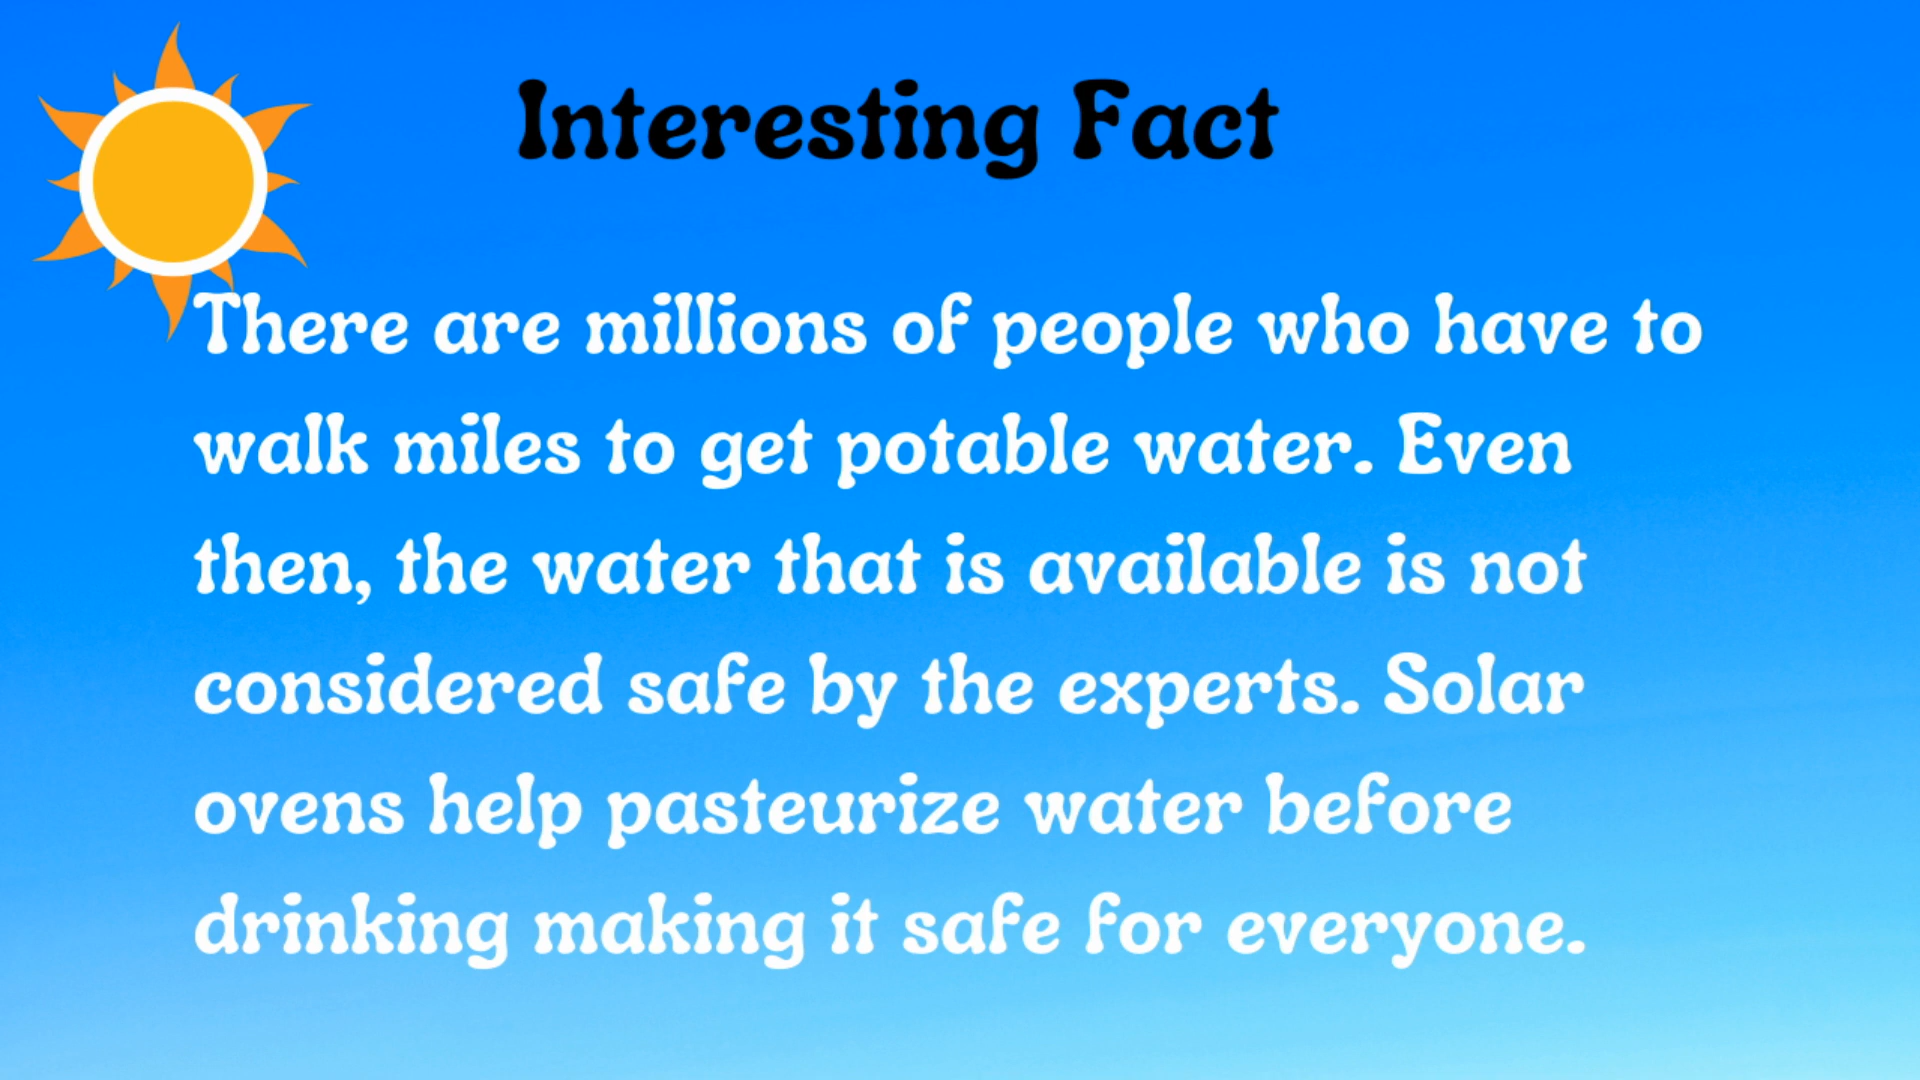 Interesting Fact
There are millions of people who have to
walk miles to get potable water. Even
then, the water that is available is not
considered safe by the experts. Solar
ovens help pasteurize water before
drinking making it safe for everyone.